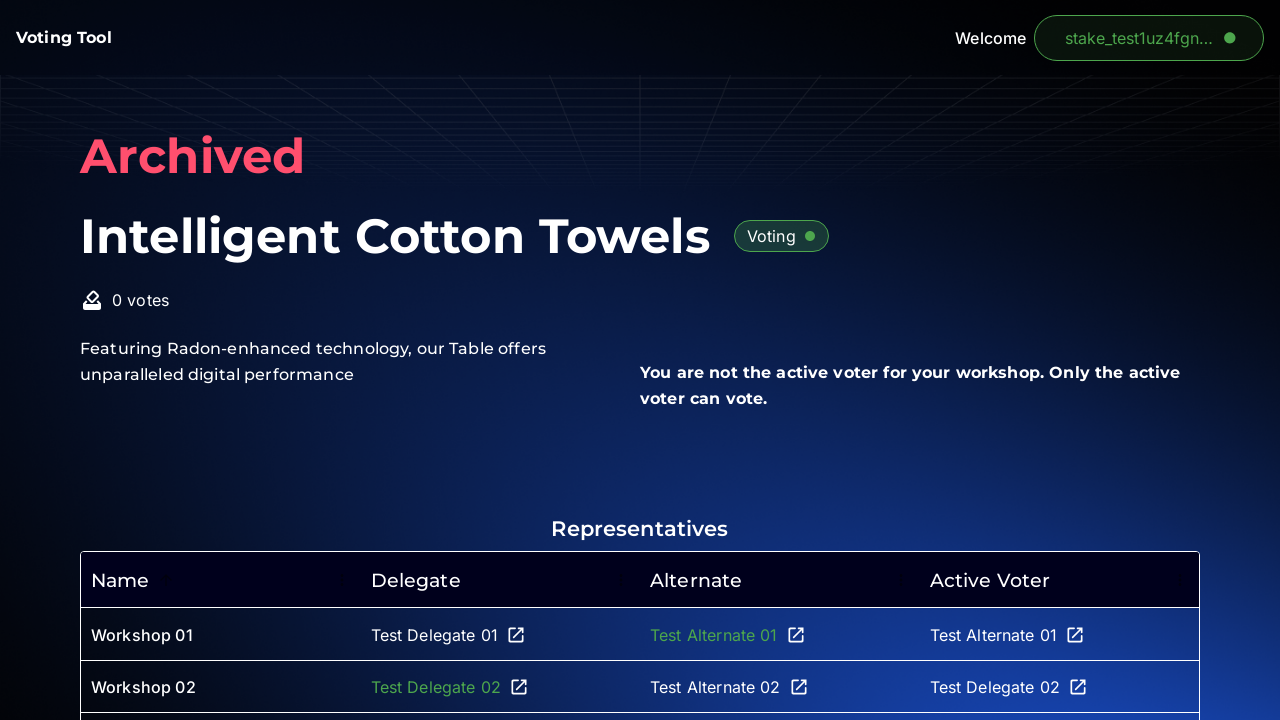 Voting Tool
Welcome
stake_test1uz4fgn...
Archived
Intelligent Cotton Towels
Voting
0 votes
Featuring Radon-enhanced technology, our Table offers
unparalleled digital performance
You are not the active voter for your workshop. Only the active
voter can vote.
Representatives
Name Delegate Alternate Active Voter
Workshop 01 Test Delegate 01 Test Alternate 01 Test Alternate 01
Workshop 02 Test Delegate 02 Test Alternate 02 Test Delegate 02